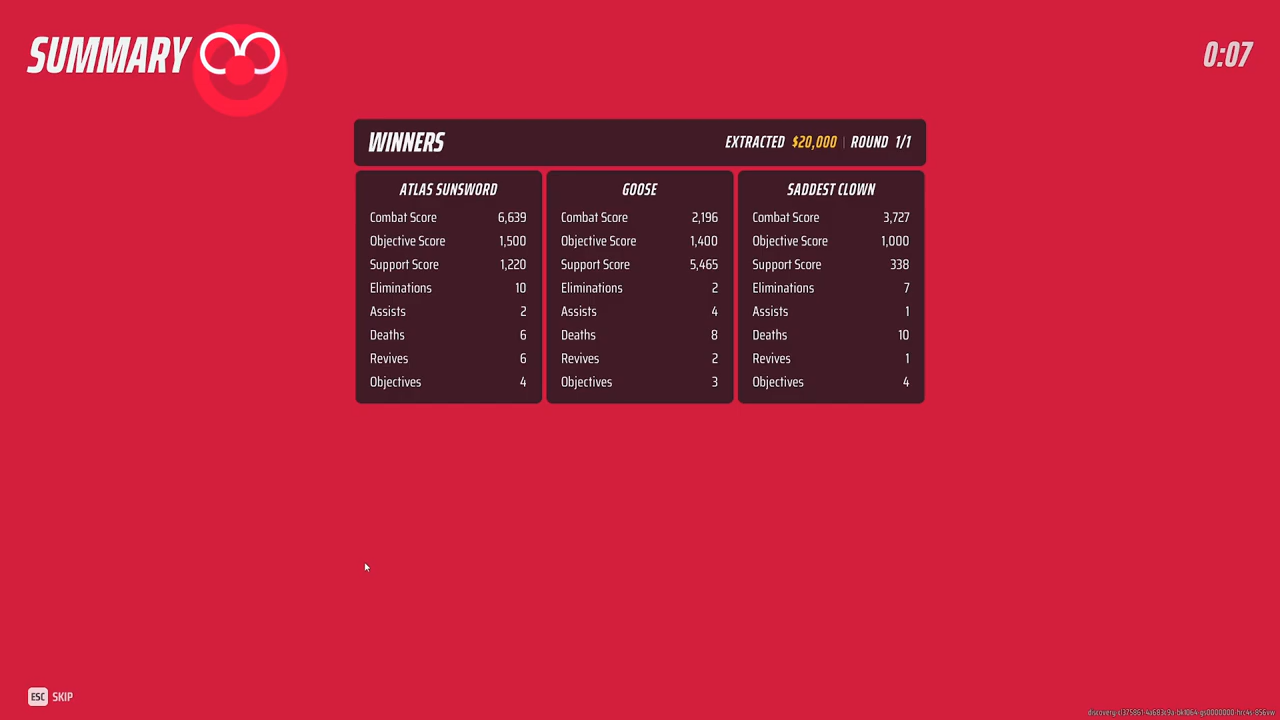 SUMMARY
0:07
WINNERS
EXTRACTED $20,000 | ROUND 1/1
ATLAS SUNSWORD
Combat Score 6,639
Objective Score 1,500
Support Score 1,220
Eliminations 10
Assists 2
Deaths 6
Revives 6
Objectives 4
GOOSE
Combat Score 2,196
Objective Score 1,400
Support Score 5,465
Eliminations 2
Assists 4
Deaths 8
Revives 2
Objectives 3
SADDEST CLOWN
Combat Score 3,727
Objective Score 1,000
Support Score 338
Eliminations 7
Assists 1
Deaths 10
Revives 1
Objectives 4
ESC SKIP